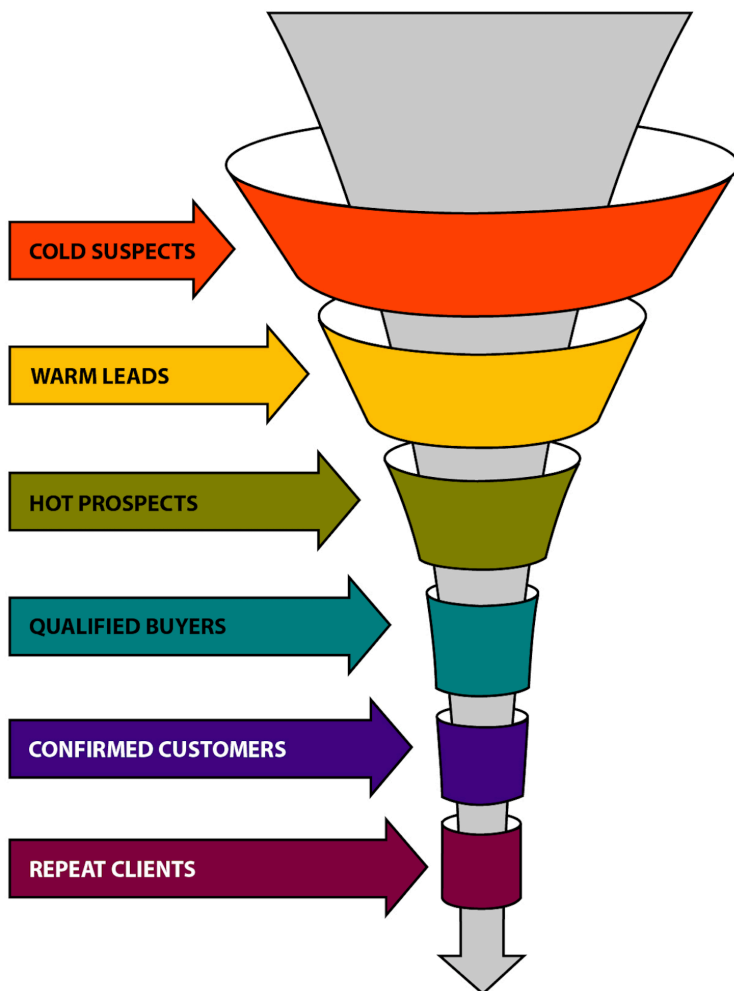 COLD SUSPECTS
WARM LEADS
HOT PROSPECTS
QUALIFIED BUYERS
CONFIRMED CUSTOMERS
REPEAT CLIENTS